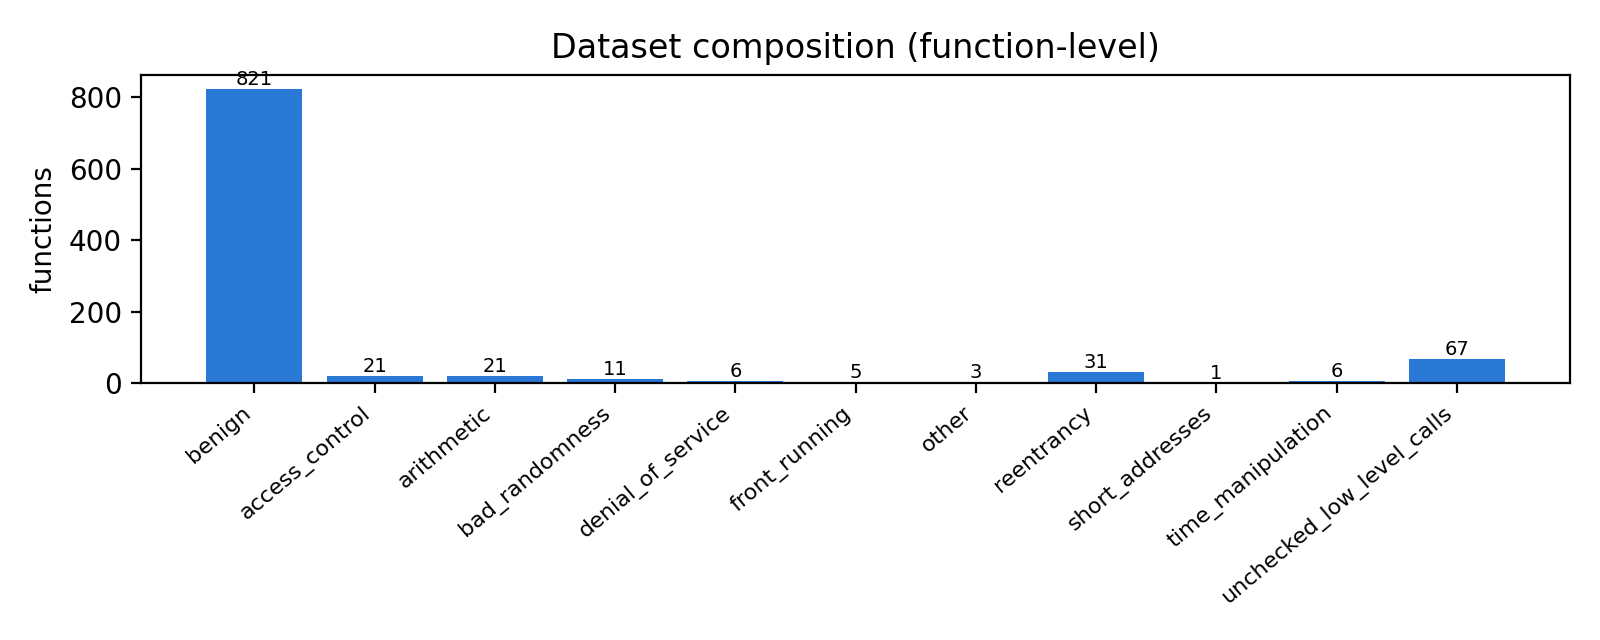 Dataset composition (function-level)
functions
800
600
400
200
0
821
21
21
11
6
5
3
31
1
6
67
benign
access_control
arithmetic
bad_randomness
denial_of_service
front_running
other
reentrancy
short_addresses
time_manipulation
unchecked_low_level_calls